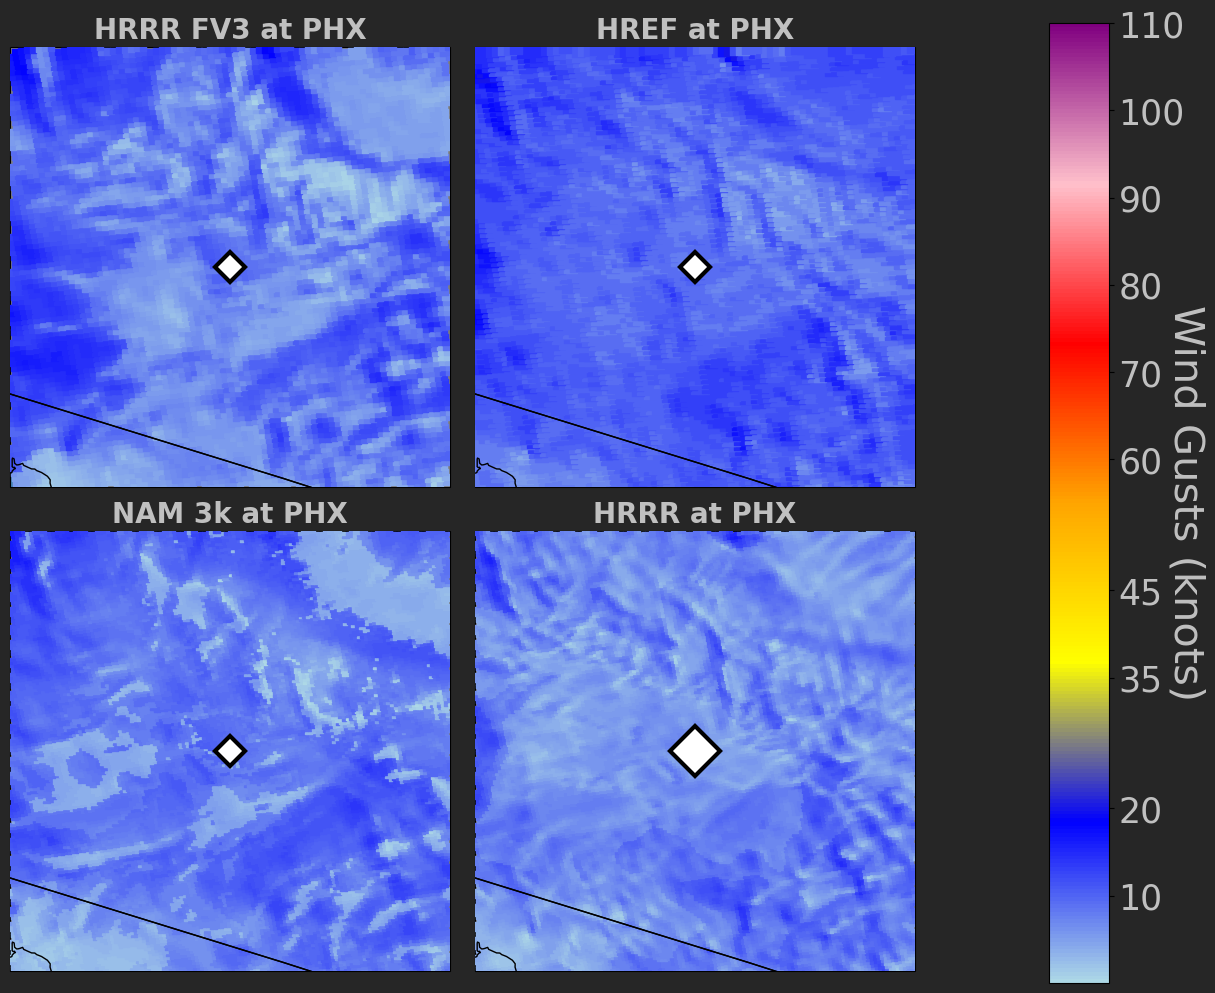 HRRR FV3 at PHX
HREF at PHX
NAM 3k at PHX
HRRR at PHX
110
100
90
80
70
60
45
35
20
10
Wind Gusts (knots)